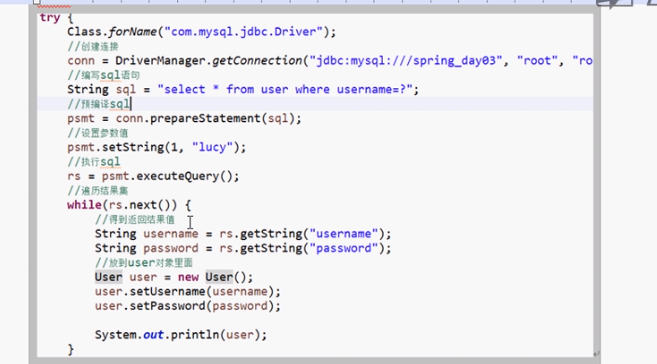 try {
Class.forName("com.mysql.jdbc.Driver");
//创建连接
conn = DriverManager.getConnection("jdbc:mysql:///spring_day03", "root", "ro
//编写sql语句
String sql = "select * from user where username=?";
//预编译sql
psmt = conn.prepareStatement(sql);
//设置参数值
psmt.setString(1, "lucy");
//执行sql
rs = psmt.executeQuery();
//遍历结果集
while(rs.next()) {
//得到返回结果值
String username = rs.getString("username");
String password = rs.getString("password");
//放到user对象里面
User user = new User();
user.setUsername(username);
user.setPassword(password);
System.out.println(user);
}